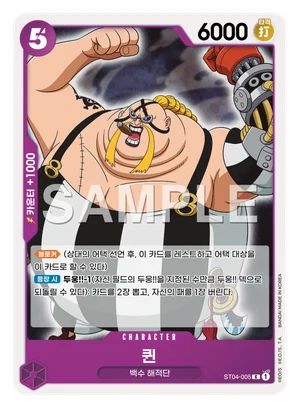 5
6000
타격
打
카운터 +1000
SAMPLE
블로커 (상대의 어택 선언 후, 이 카드를 레스트하고 어택 대상을
이 카드로 할 수 있다)
등장 시 두웅!!-1(자신 필드의 두웅!!을 지정된 수만큼 두웅!! 덱으로
되돌릴 수 있다): 카드를 2장 뽑고, 자신의 패를 1장 버린다.
CHARACTER
퀸
백수 해적단
ST04-005
1
BANDAI MADE IN KOREA